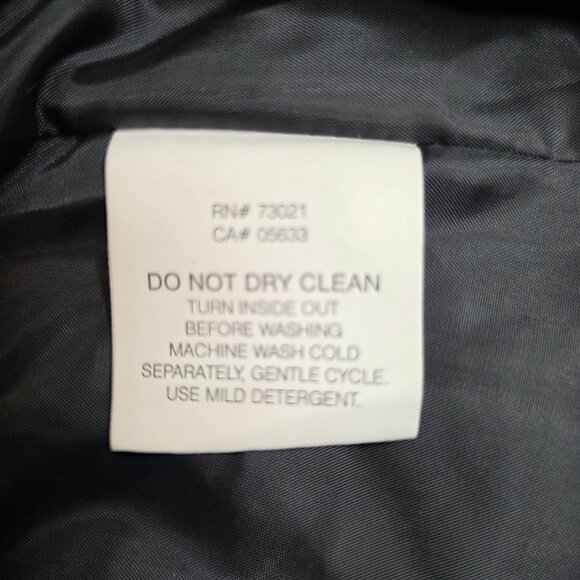 RN# 73021
CA# 05633
DO NOT DRY CLEAN
TURN INSIDE OUT
BEFORE WASHING
MACHINE WASH COLD
SEPARATELY, GENTLE CYCLE.
USE MILD DETERGENT.